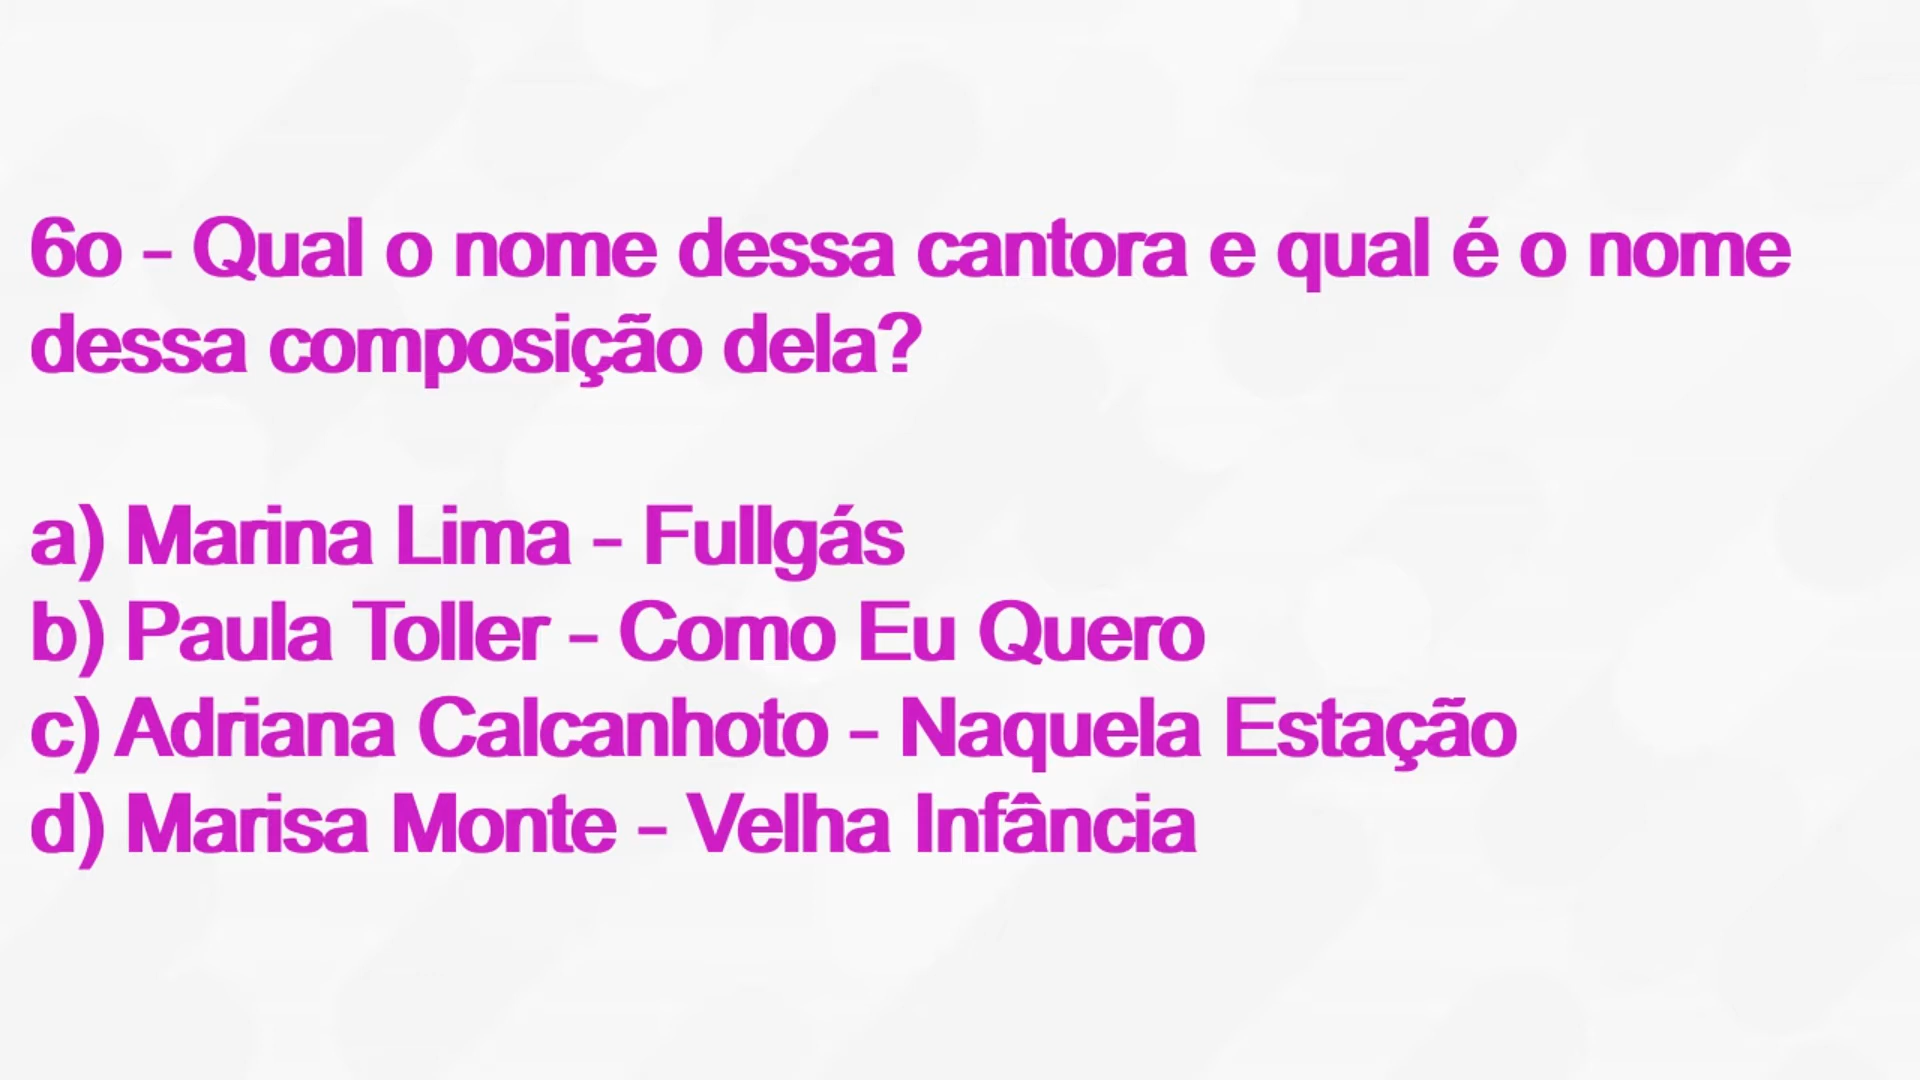 6o - Qual o nome dessa cantora e qual é o nome
dessa composição dela?
a) Marina Lima - Fullgás
b) Paula Toller - Como Eu Quero
c) Adriana Calcanhoto - Naquela Estação
d) Marisa Monte - Velha Infância